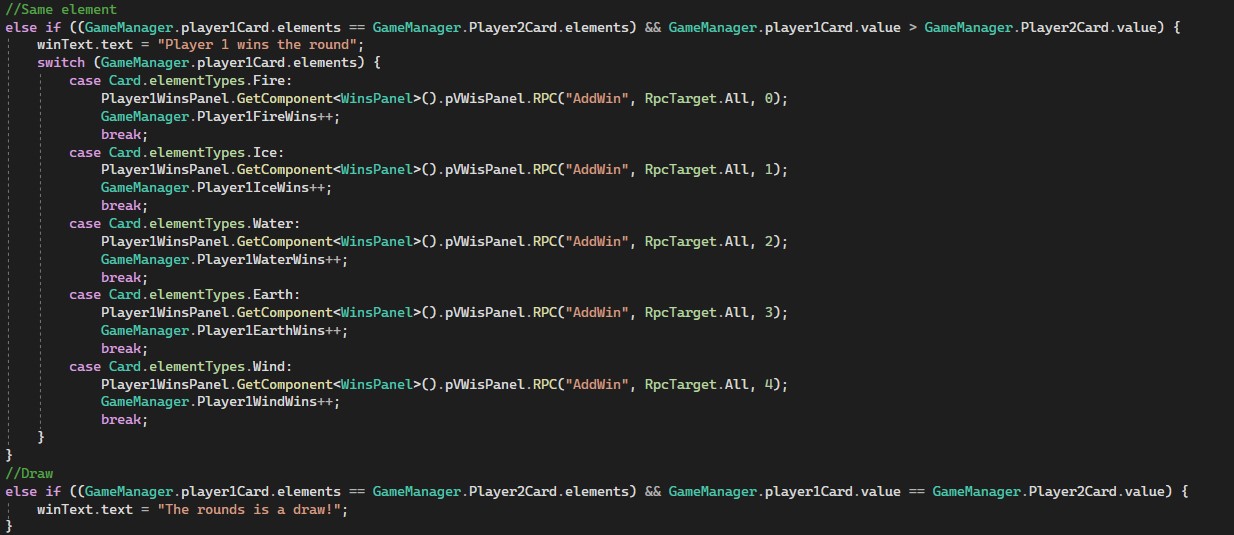 //Same element
else if ((GameManager.player1Card.elements == GameManager.Player2Card.elements) && GameManager.player1Card.value > GameManager.Player2Card.value) {
    winText.text = "Player 1 wins the round";
    switch (GameManager.player1Card.elements) {
        case Card.elementTypes.Fire:
            Player1WinsPanel.GetComponent<WinsPanel>().pVWisPanel.RPC("AddWin", RpcTarget.All, 0);
            GameManager.Player1FireWins++;
            break;
        case Card.elementTypes.Ice:
            Player1WinsPanel.GetComponent<WinsPanel>().pVWisPanel.RPC("AddWin", RpcTarget.All, 1);
            GameManager.Player1IceWins++;
            break;
        case Card.elementTypes.Water:
            Player1WinsPanel.GetComponent<WinsPanel>().pVWisPanel.RPC("AddWin", RpcTarget.All, 2);
            GameManager.Player1WaterWins++;
            break;
        case Card.elementTypes.Earth:
            Player1WinsPanel.GetComponent<WinsPanel>().pVWisPanel.RPC("AddWin", RpcTarget.All, 3);
            GameManager.Player1EarthWins++;
            break;
        case Card.elementTypes.Wind:
            Player1WinsPanel.GetComponent<WinsPanel>().pVWisPanel.RPC("AddWin", RpcTarget.All, 4);
            GameManager.Player1WindWins++;
            break;
    }
}
//Draw
else if ((GameManager.player1Card.elements == GameManager.Player2Card.elements) && GameManager.player1Card.value == GameManager.Player2Card.value) {
    winText.text = "The rounds is a draw!";
}